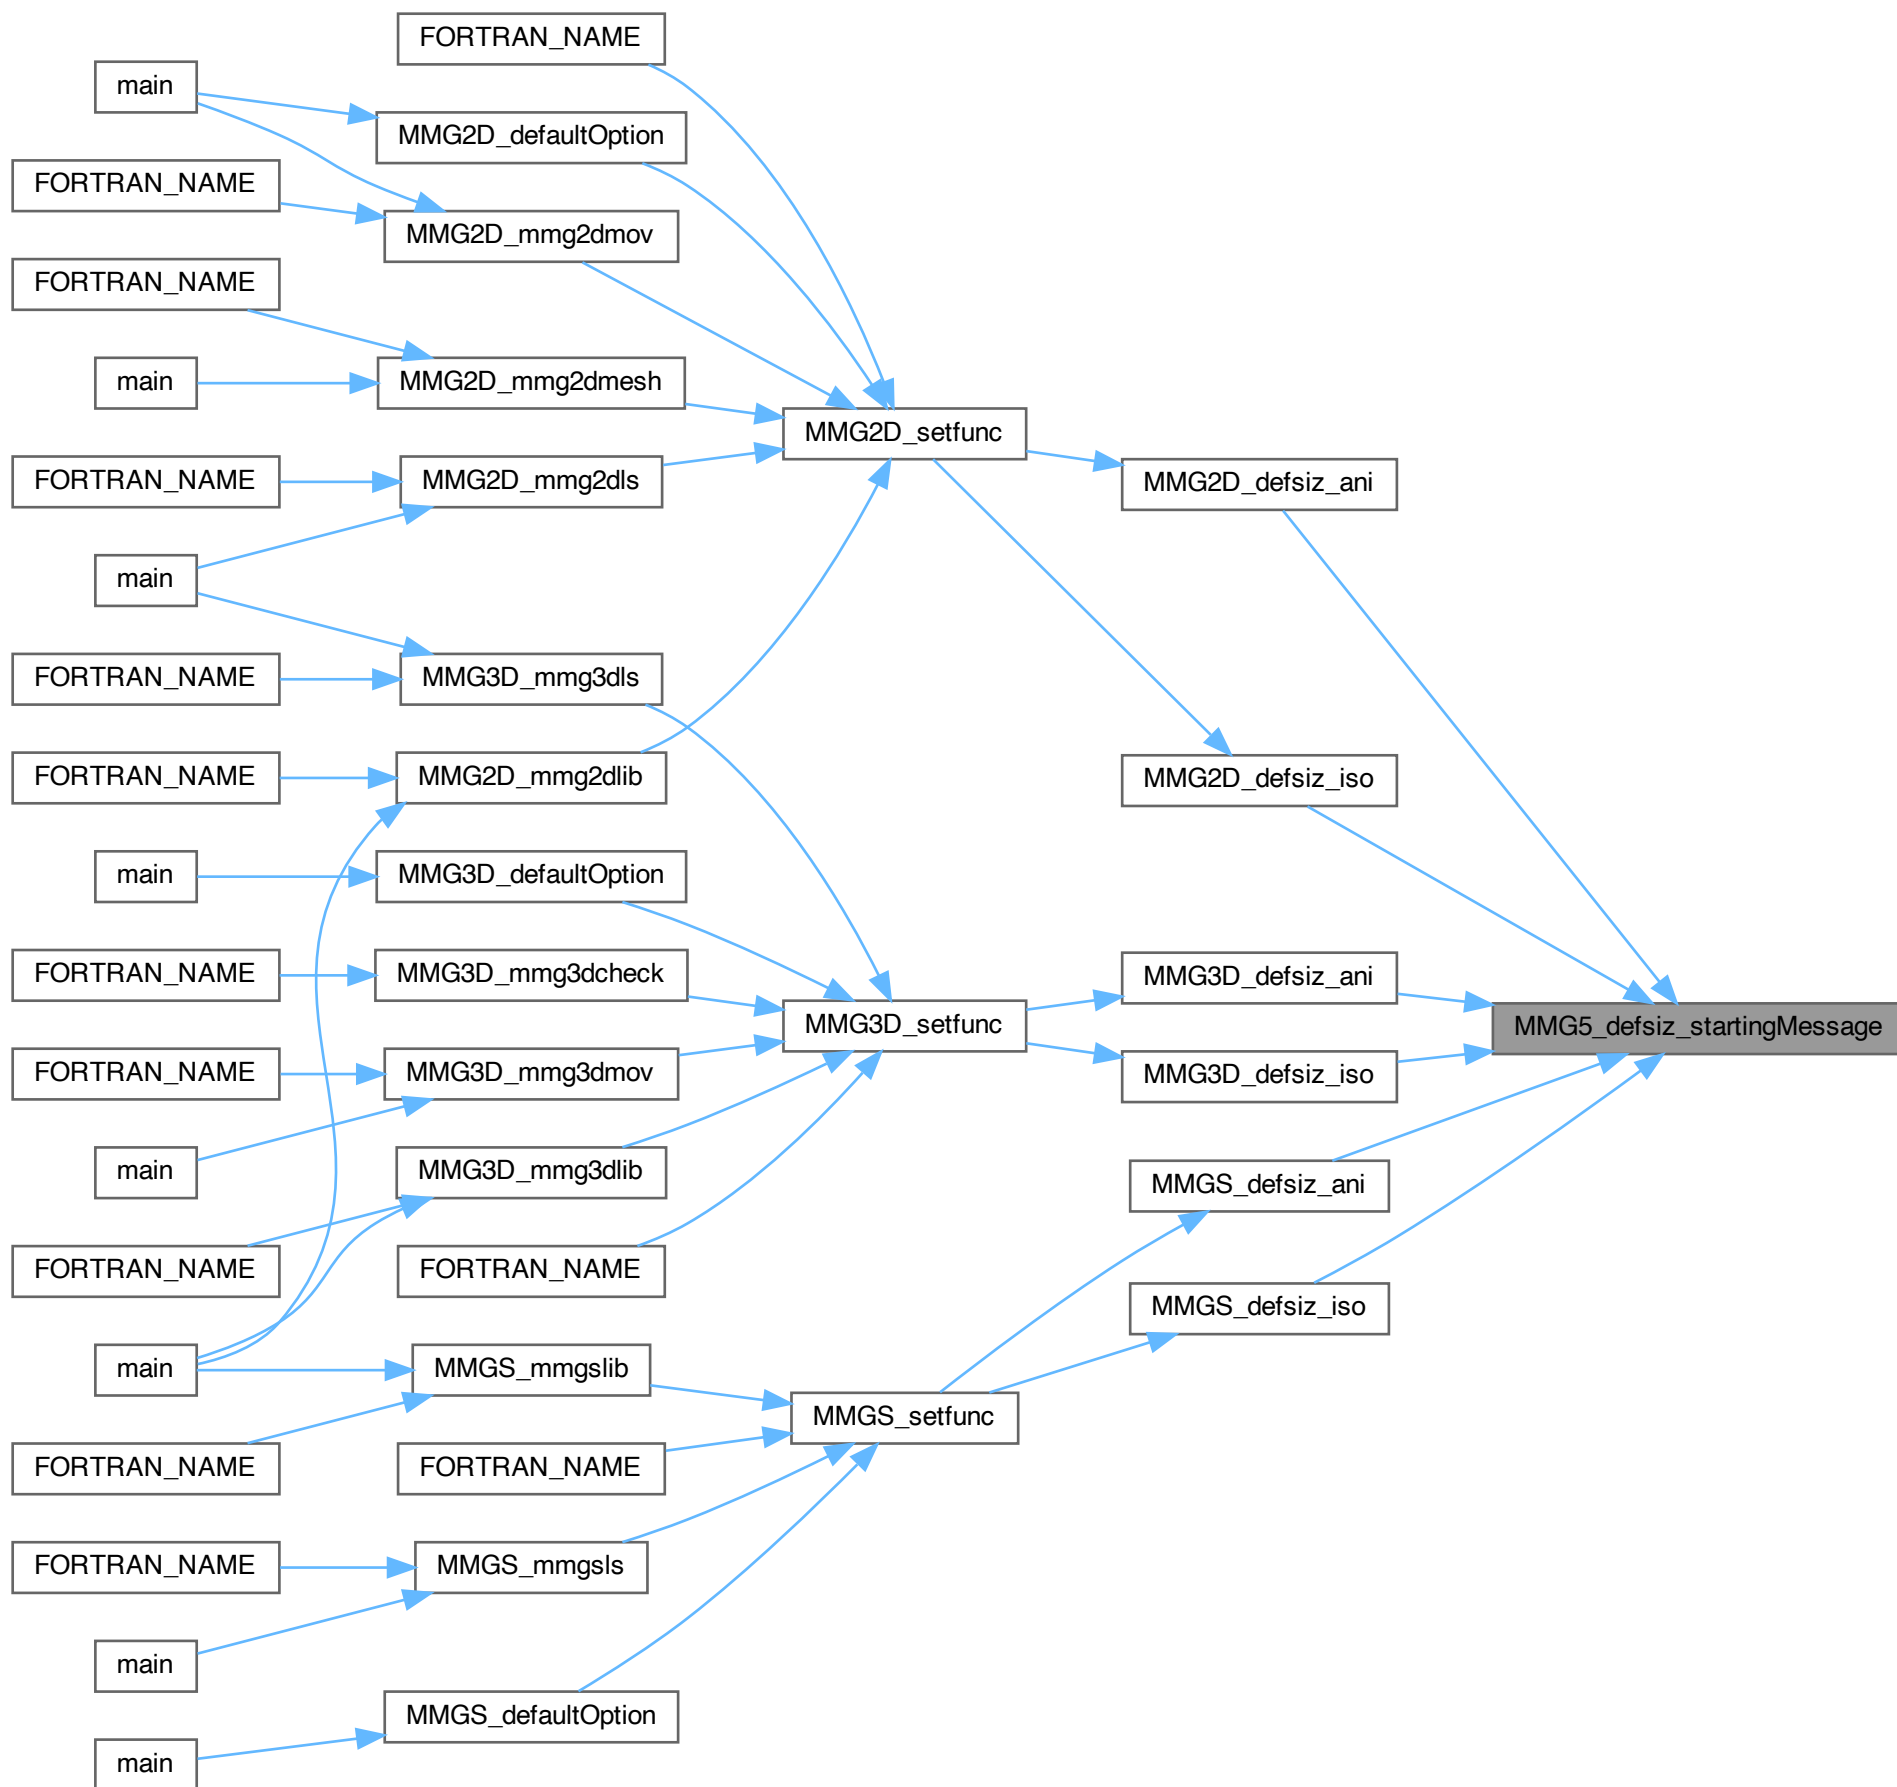 FORTRAN_NAME
main
MMG2D_defaultOption
FORTRAN_NAME
MMG2D_mmg2dmov
FORTRAN_NAME
main
MMG2D_mmg2dmesh
MMG2D_setfunc
FORTRAN_NAME
MMG2D_mmg2dls
MMG2D_defsiz_ani
main
FORTRAN_NAME
MMG3D_mmg3dls
FORTRAN_NAME
MMG2D_mmg2dlib
MMG2D_defsiz_iso
main
MMG3D_defaultOption
FORTRAN_NAME
MMG3D_mmg3dcheck
MMG3D_defsiz_ani
MMG3D_setfunc
MMG5_defsiz_startingMessage
FORTRAN_NAME
MMG3D_mmg3dmov
MMG3D_defsiz_iso
main
MMG3D_mmg3dlib
MMGS_defsiz_ani
FORTRAN_NAME
FORTRAN_NAME
MMGS_defsiz_iso
main
MMGS_mmgslib
MMGS_setfunc
FORTRAN_NAME
FORTRAN_NAME
FORTRAN_NAME
MMGS_mmgsls
main
MMGS_defaultOption
main